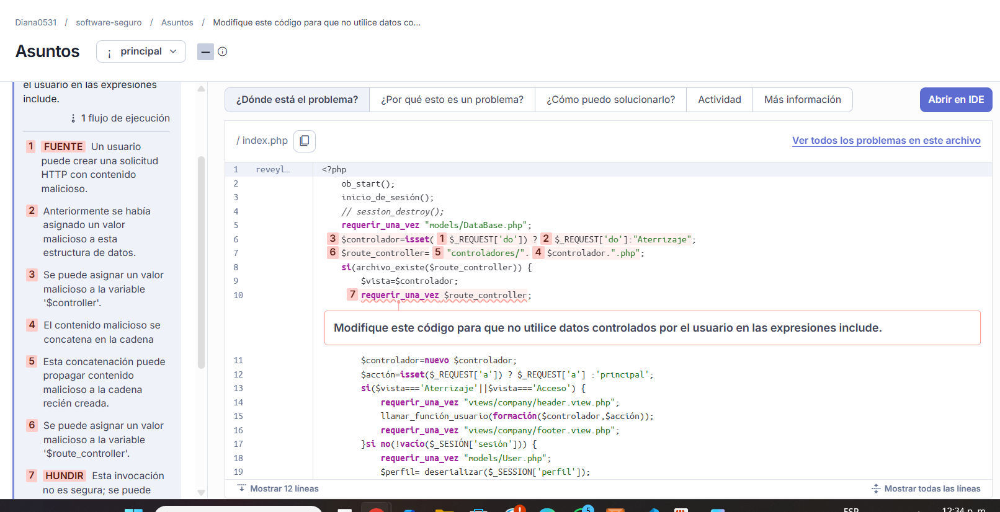 Diana0531 / software-seguro / Asuntos / Modifique este código para que no utilice datos co...
Asuntos
principal
el usuario en las expresiones
include.
1 flujo de ejecución
1 FUENTE Un usuario
puede crear una solicitud
HTTP con contenido
malicioso.
2 Anteriormente se había
asignado un valor
malicioso a esta
estructura de datos.
3 Se puede asignar un valor
malicioso a la variable
'$controller'.
4 El contenido malicioso se
concatena en la cadena
5 Esta concatenación puede
propagar contenido
malicioso a la cadena
recién creada.
6 Se puede asignar un valor
malicioso a la variable
'$route_controller'.
7 HUNDIR Esta invocación
no es segura; se puede
¿Dónde está el problema? ¿Por qué esto es un problema? ¿Cómo puedo solucionarlo? Actividad Más información
Abrir en IDE
/ index.php
Ver todos los problemas en este archivo
1 reveyl… <?php
2 ob_start();
3 inicio_de_sesión();
4 // session_destroy();
5 requerir_una_vez "models/DataBase.php";
6 3 $controlador=isset( 1 $_REQUEST['do']) ? 2 $_REQUEST['do']:"Aterrizaje";
7 6 $route_controller= 5 "controladores/". 4 $controlador.".php";
8 si(archivo_existe($route_controller)) {
9 $vista=$controlador;
10 7 requerir_una_vez $route_controller;
Modifique este código para que no utilice datos controlados por el usuario en las expresiones include.
11 $controlador=nuevo $controlador;
12 $acción=isset($_REQUEST['a']) ? $_REQUEST['a'] :'principal';
13 si($vista==='Aterrizaje'||$vista==='Acceso') {
14 requerir_una_vez "views/company/header.view.php";
15 llamar_función_usuario(formación($controlador,$acción));
16 requerir_una_vez "views/company/footer.view.php";
17 }si no(!vacío($_SESIÓN['sesión'])) {
18 requerir_una_vez "models/User.php";
19 $perfil= deserializar($_SESSION['perfil']);
Mostrar 12 líneas
Mostrar todas las líneas
5
ESP
12:34 p. m.